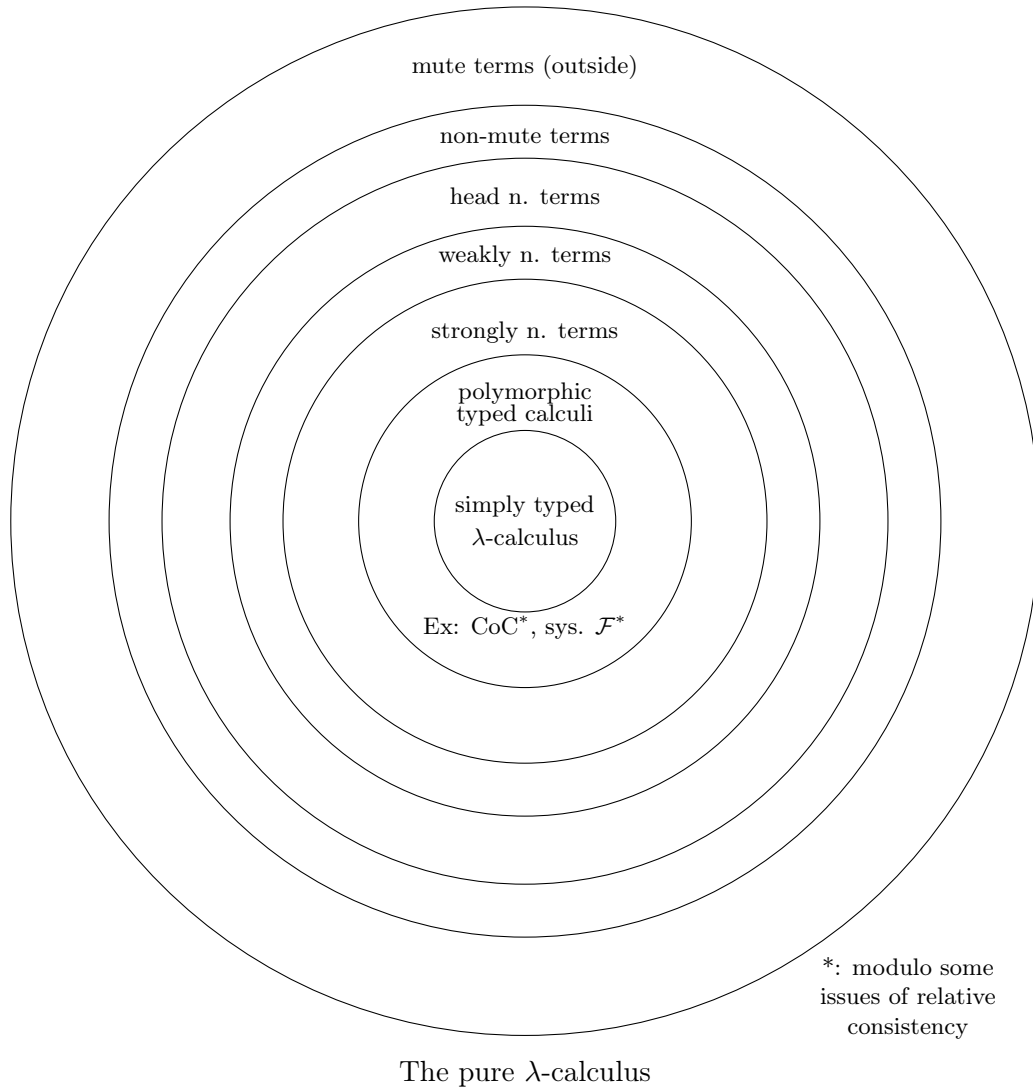 mute terms (outside)
non-mute terms
head n. terms
weakly n. terms
strongly n. terms
polymorphic
typed calculi
simply typed
λ-calculus
Ex: CoC*, sys. ℱ*
*: modulo some
issues of relative
consistency
The pure λ-calculus